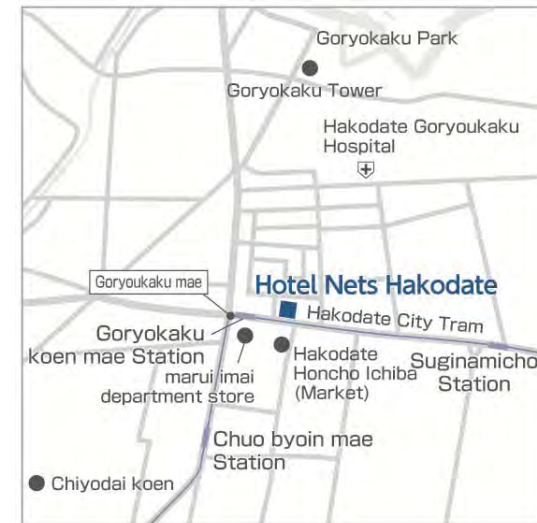 Goryokaku Park
Goryokaku Tower
Hakodate Goryoukaku
Hospital
Goryoukaku mae
Hotel Nets Hakodate
Hakodate City Tram
Goryokaku
koen mae Station
marui imai
department store
Hakodate
Honcho Ichiba
(Market)
Suginamicho
Station
Chuo byoin mae
Station
Chiyodai koen